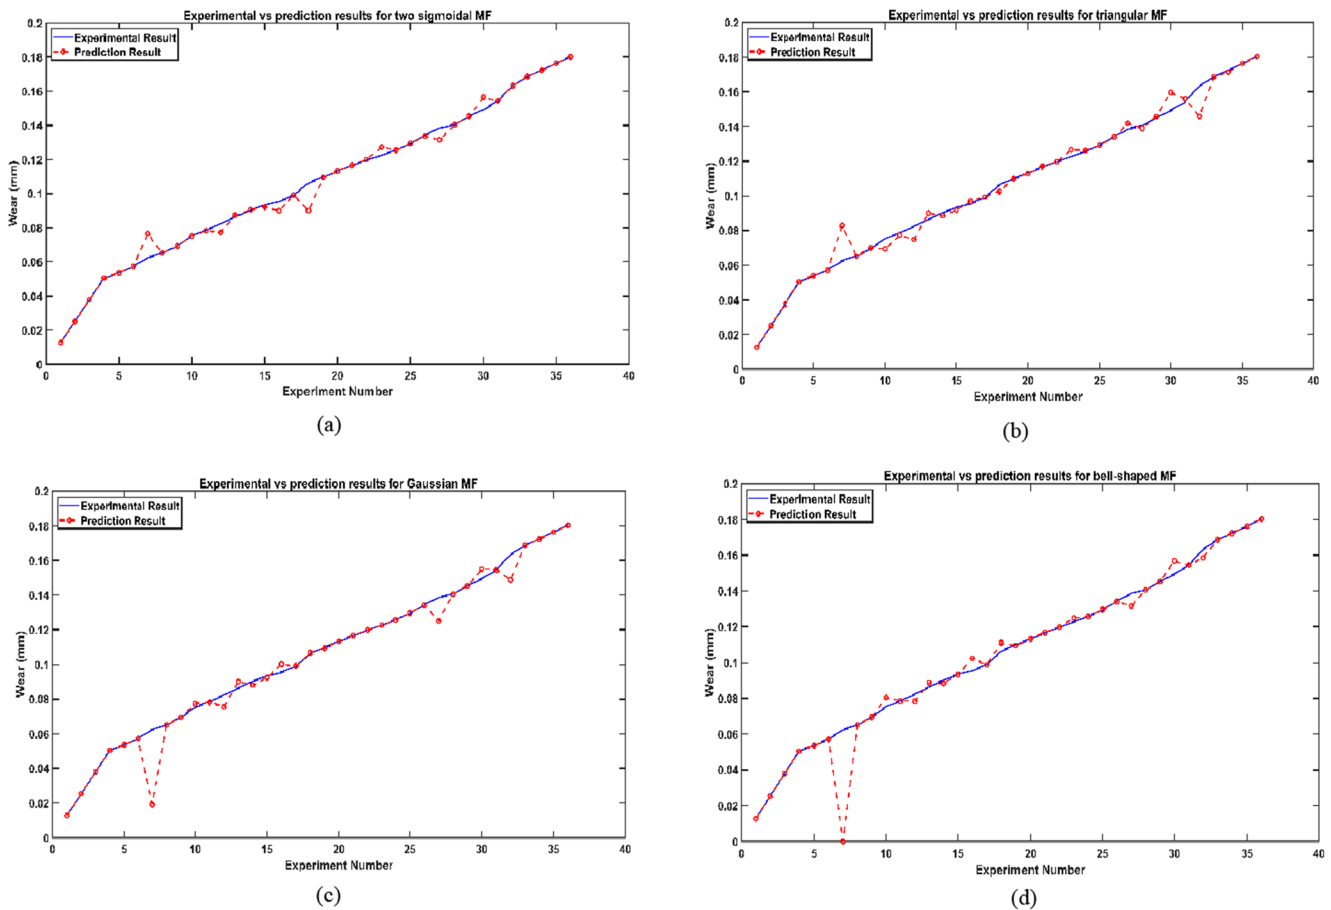 Experimental vs prediction results for two sigmoidal MF
Experimental Result
Prediction Result
Wear (mm)
0.2
0.18
0.16
0.14
0.12
0.1
0.08
0.06
0.04
0.02
0
0 5 10 15 20 25 30 35 40
Experiment Number
(a)
Experimental vs prediction results for triangular MF
Experimental Result
Prediction Result
Wear (mm)
0.2
0.18
0.16
0.14
0.12
0.1
0.08
0.06
0.04
0.02
0
0 5 10 15 20 25 30 35 40
Experiment Number
(b)
Experimental vs prediction results for Gaussian MF
Experimental Result
Prediction Result
Wear (mm)
0.2
0.18
0.16
0.14
0.12
0.1
0.08
0.06
0.04
0.02
0
0 5 10 15 20 25 30 35 40
Experiment Number
(c)
Experimental vs prediction results for bell-shaped MF
Experimental Result
Prediction Result
Wear (mm)
0.2
0.18
0.16
0.14
0.12
0.1
0.08
0.06
0.04
0.02
0
0 5 10 15 20 25 30 35 40
Experiment Number
(d)